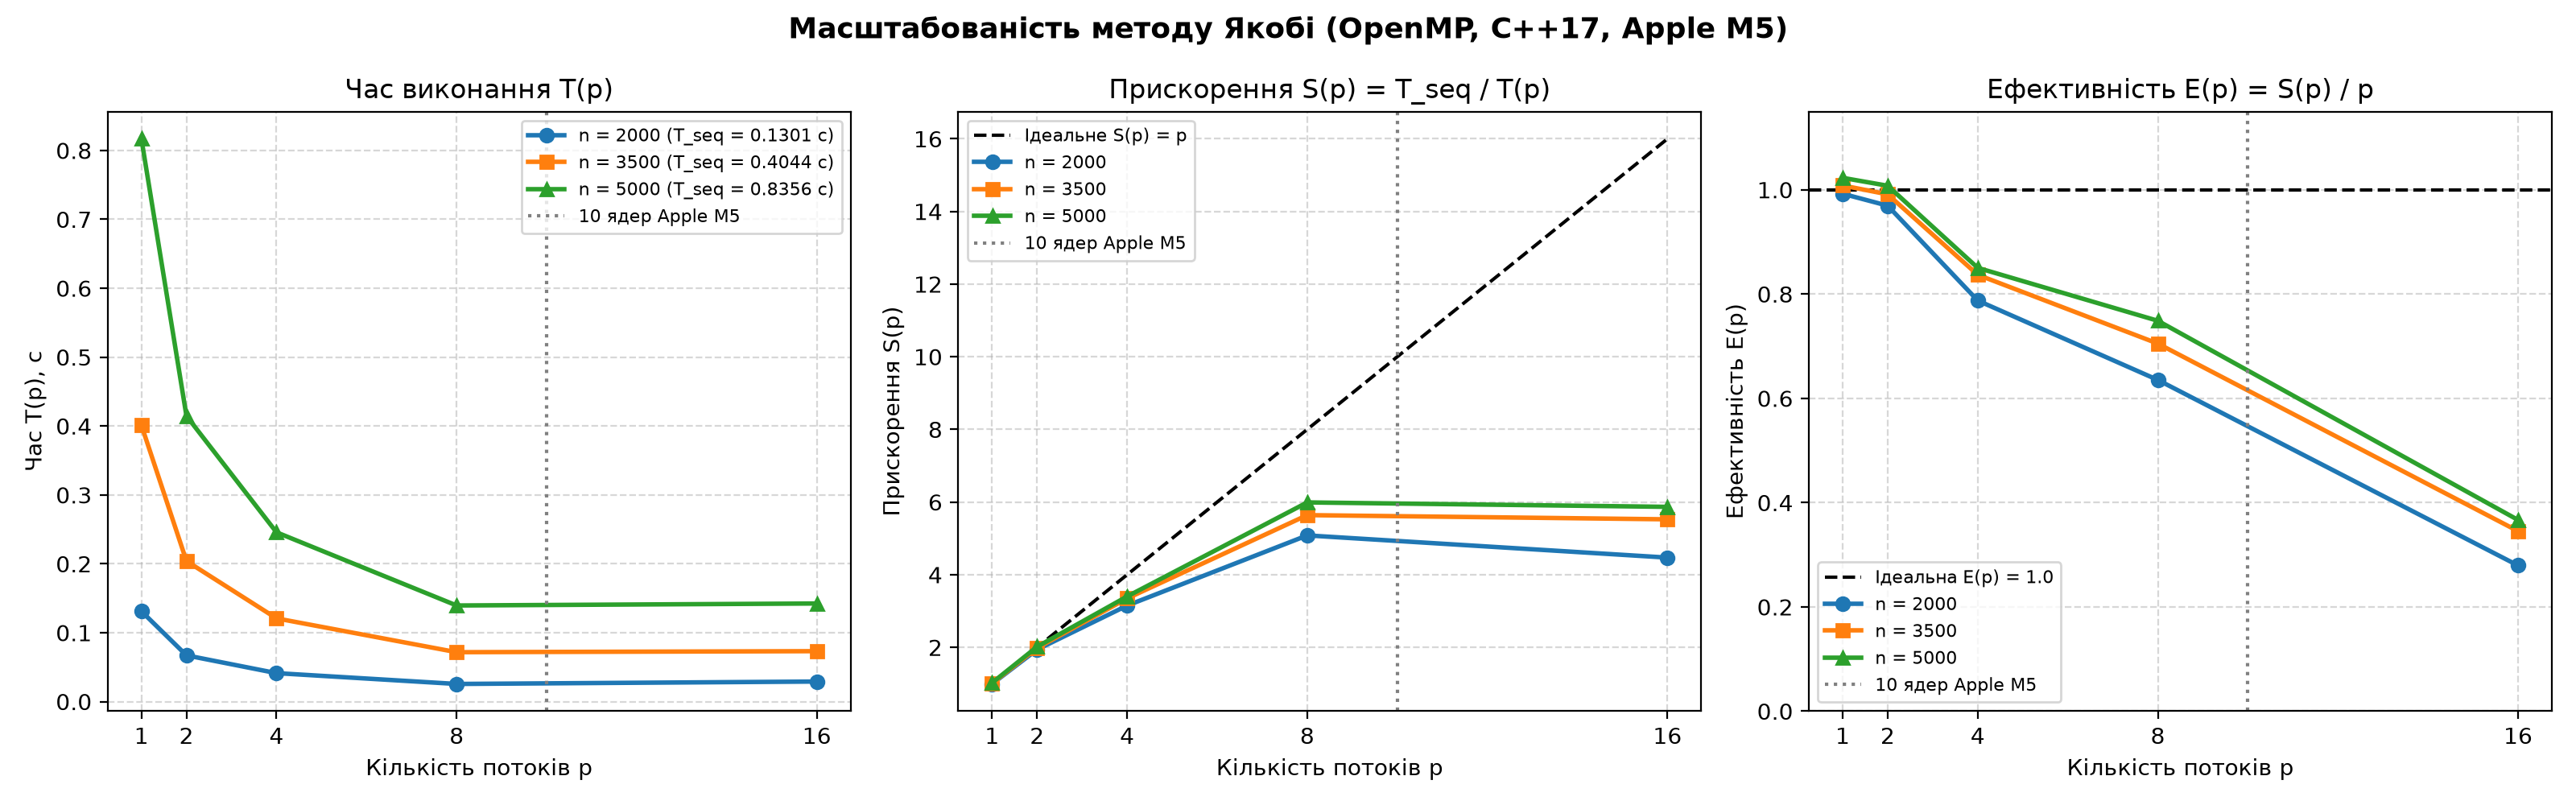 Масштабованість методу Якобі (OpenMP, C++17, Apple M5)
Час виконання T(p)
Час T(p), с
0.8
0.7
0.6
0.5
0.4
0.3
0.2
0.1
0.0
n = 2000 (T_seq = 0.1301 с)
n = 3500 (T_seq = 0.4044 с)
n = 5000 (T_seq = 0.8356 с)
10 ядер Apple M5
1 2 4 8 16
Кількість потоків p
Прискорення S(p) = T_seq / T(p)
Прискорення S(p)
16
14
12
10
8
6
4
2
Ідеальне S(p) = p
n = 2000
n = 3500
n = 5000
10 ядер Apple M5
1 2 4 8 16
Кількість потоків p
Ефективність E(p) = S(p) / p
Ефективність E(p)
1.0
0.8
0.6
0.4
0.2
0.0
Ідеальна E(p) = 1.0
n = 2000
n = 3500
n = 5000
10 ядер Apple M5
1 2 4 8 16
Кількість потоків p